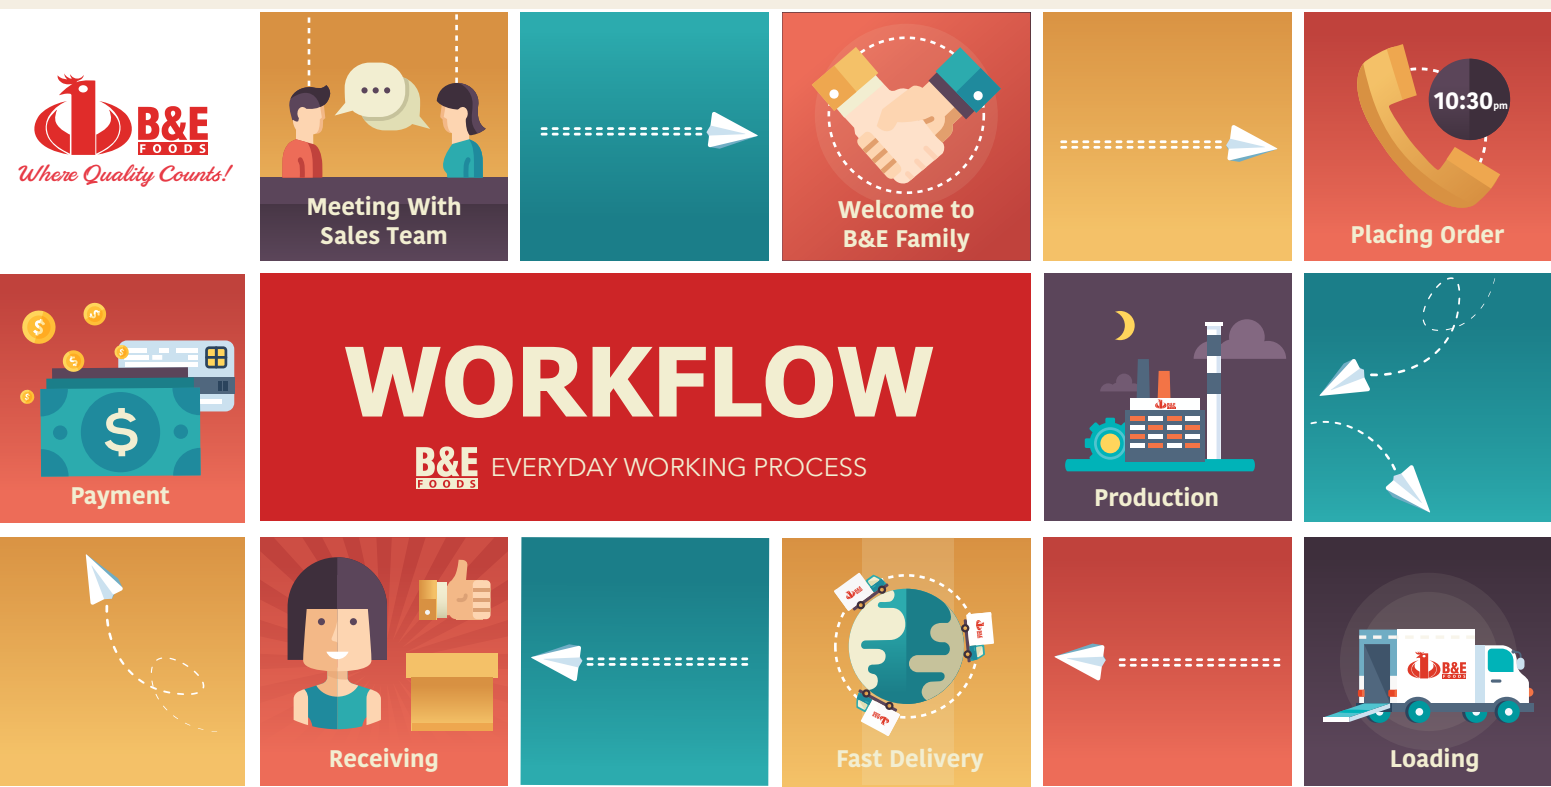 B&E
FOODS
Where Quality Counts!
Meeting With
Sales Team
Welcome to
B&E Family
10:30pm
Placing Order
$
$
$
$
$
$
Payment
WORKFLOW
B&E
FOODS
EVERYDAY WORKING PROCESS
B&E
Production
Receiving
B&E
B&E
B&E
Fast Delivery
B&E
FOODS
Loading